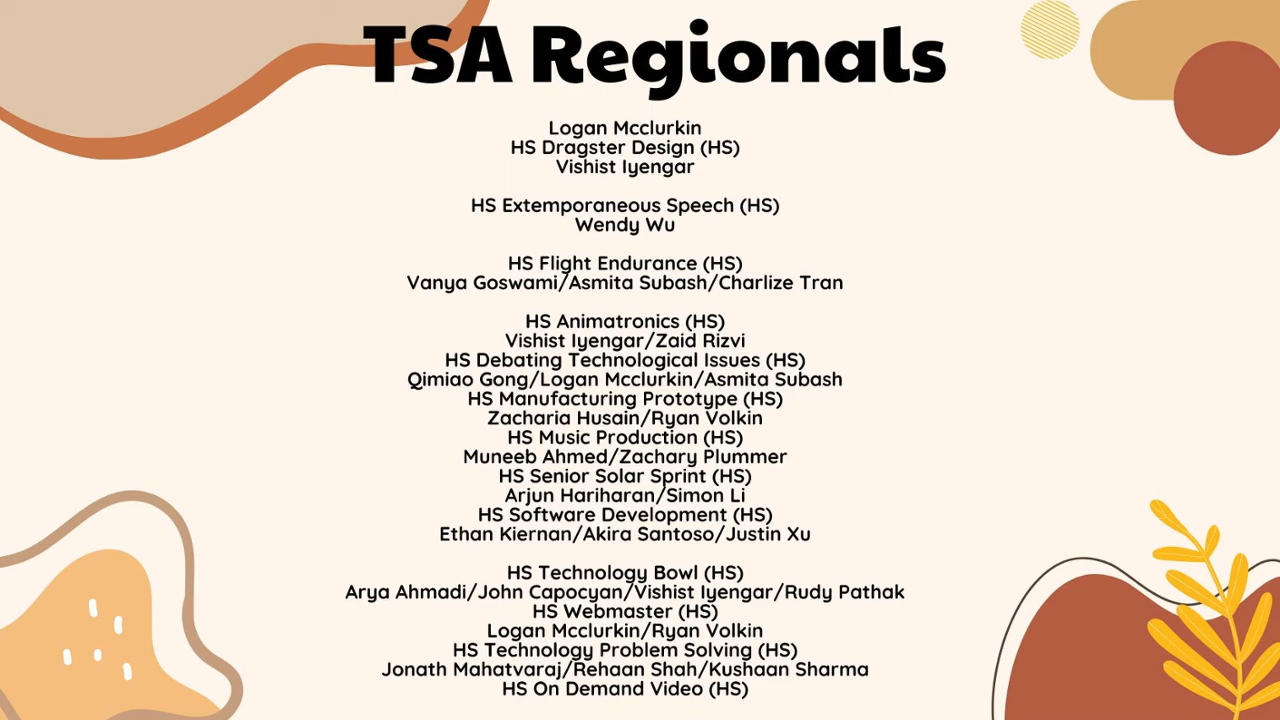 TSA Regionals
Logan Mcclurkin
HS Dragster Design (HS)
Vishist Iyengar
HS Extemporaneous Speech (HS)
Wendy Wu
HS Flight Endurance (HS)
Vanya Goswami/Asmita Subash/Charlize Tran
HS Animatronics (HS)
Vishist Iyengar/Zaid Rizvi
HS Debating Technological Issues (HS)
Qimiao Gong/Logan Mcclurkin/Asmita Subash
HS Manufacturing Prototype (HS)
Zacharia Husain/Ryan Volkin
HS Music Production (HS)
Muneeb Ahmed/Zachary Plummer
HS Senior Solar Sprint (HS)
Arjun Hariharan/Simon Li
HS Software Development (HS)
Ethan Kiernan/Akira Santoso/Justin Xu
HS Technology Bowl (HS)
Arya Ahmadi/John Capocyan/Vishist Iyengar/Rudy Pathak
HS Webmaster (HS)
Logan Mcclurkin/Ryan Volkin
HS Technology Problem Solving (HS)
Jonath Mahatvaraj/Rehaan Shah/Kushaan Sharma
HS On Demand Video (HS)